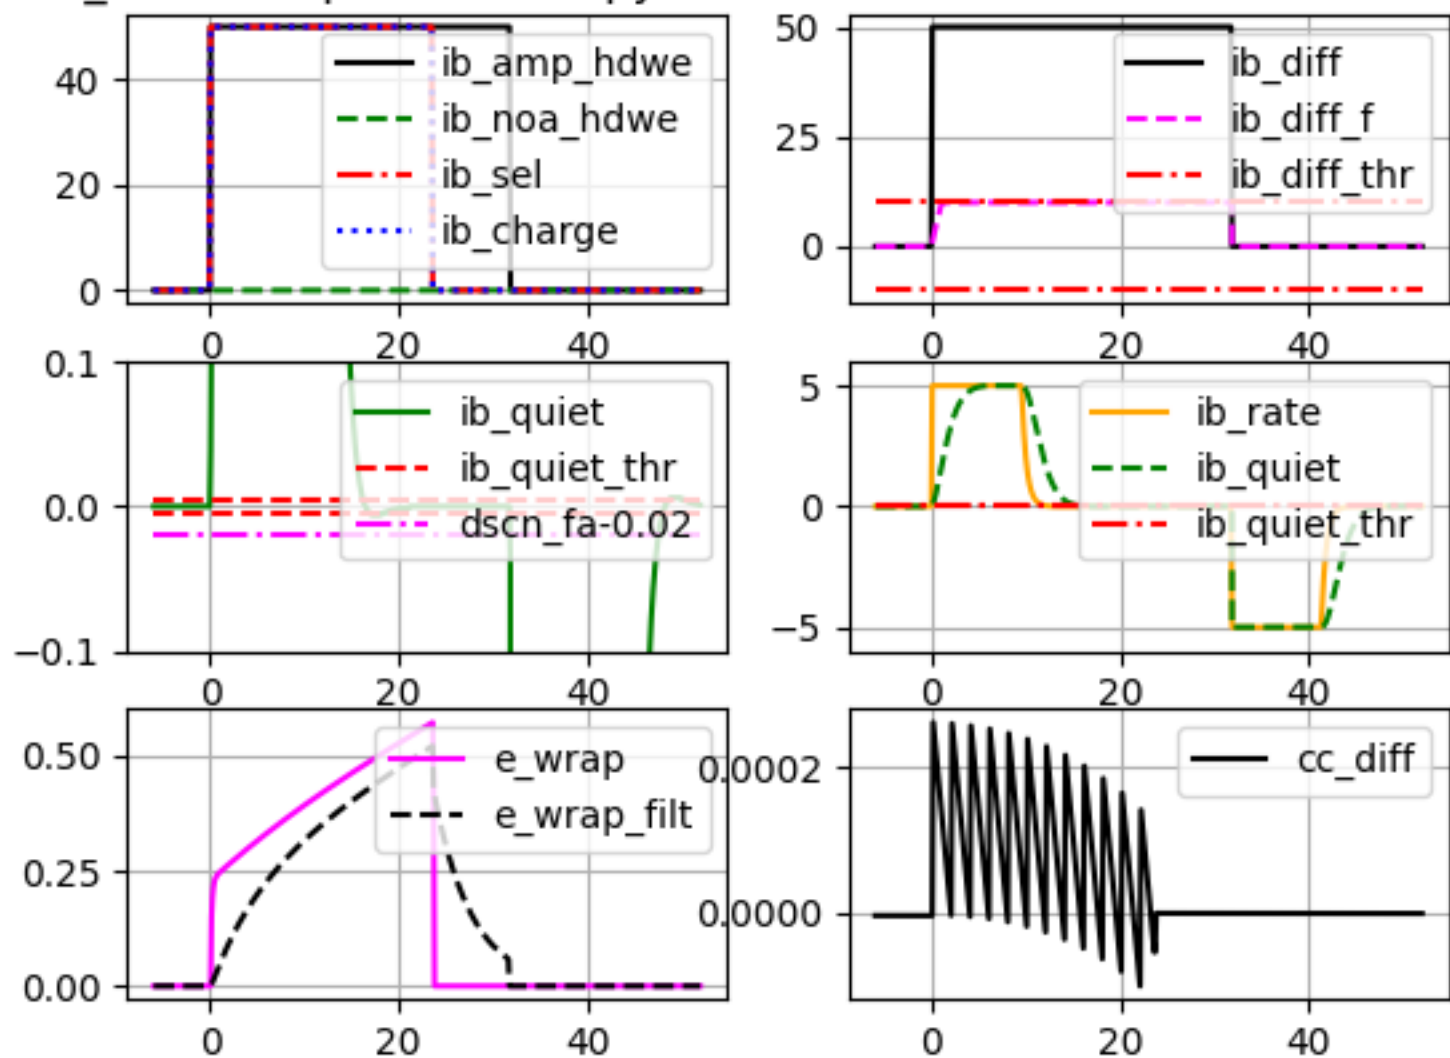 40
20
0
ib_amp_hdwe
ib_noa_hdwe
ib_sel
ib_charge
0 20 40
50
25
0
ib_diff
ib_diff_f
ib_diff_thr
0 20 40
0.1
0.0
−0.1
ib_quiet
ib_quiet_thr
dscn_fa-0.02
0 20 40
5
0
−5
ib_rate
ib_quiet
ib_quiet_thr
0 20 40
0.50
0.25
0.00
e_wrap
e_wrap_filt
0 20 40
0.0002
0.0000
cc_diff
0 20 40